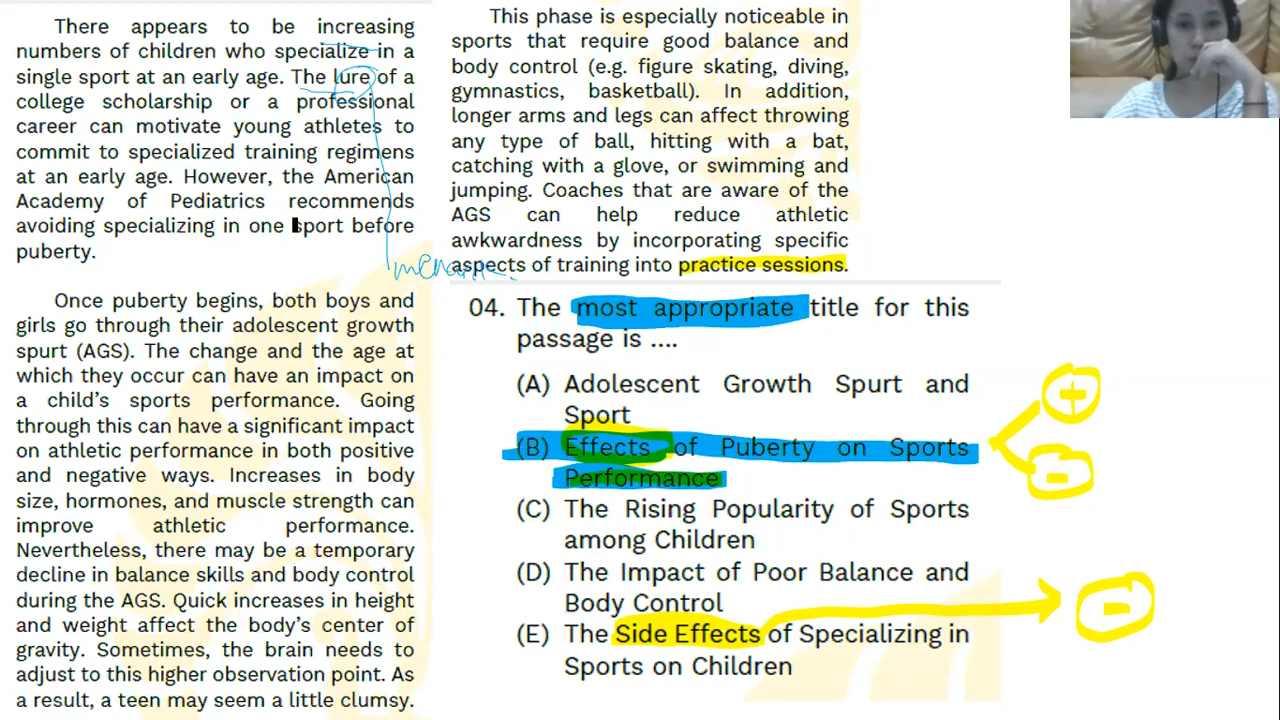 There appears to be increasing
numbers of children who specialize in a
single sport at an early age. The lure of a
college scholarship or a professional
career can motivate young athletes to
commit to specialized training regimens
at an early age. However, the American
Academy of Pediatrics recommends
avoiding specializing in one sport before
puberty.
Once puberty begins, both boys and
girls go through their adolescent growth
spurt (AGS). The change and the age at
which they occur can have an impact on
a child's sports performance. Going
through this can have a significant impact
on athletic performance in both positive
and negative ways. Increases in body
size, hormones, and muscle strength can
improve athletic performance.
Nevertheless, there may be a temporary
decline in balance skills and body control
during the AGS. Quick increases in height
and weight affect the body's center of
gravity. Sometimes, the brain needs to
adjust to this higher observation point. As
a result, a teen may seem a little clumsy.
This phase is especially noticeable in
sports that require good balance and
body control (e.g. figure skating, diving,
gymnastics, basketball). In addition,
longer arms and legs can affect throwing
any type of ball, hitting with a bat,
catching with a glove, or swimming and
jumping. Coaches that are aware of the
AGS can help reduce athletic
awkwardness by incorporating specific
aspects of training into practice sessions.
04. The most appropriate title for this
passage is ....
(A) Adolescent Growth Spurt and
Sport
(B) Effects of Puberty on Sports
Performance
(C) The Rising Popularity of Sports
among Children
(D) The Impact of Poor Balance and
Body Control
(E) The Side Effects of Specializing in
Sports on Children
+
-
-